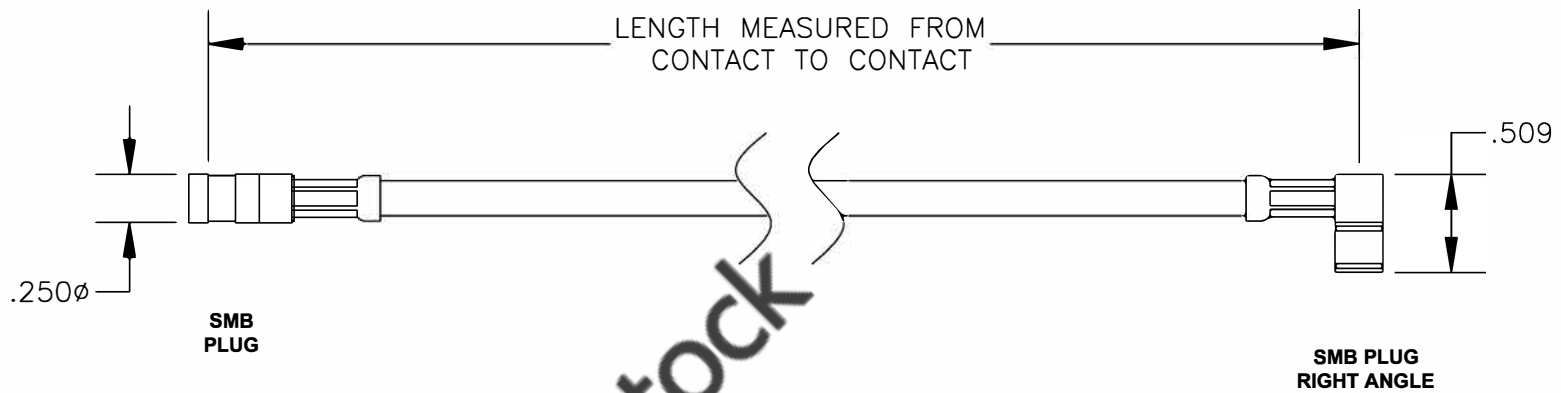 LENGTH MEASURED FROM
CONTACT TO CONTACT
.509
.250ø
SMB
PLUG
SMB PLUG
RIGHT ANGLE